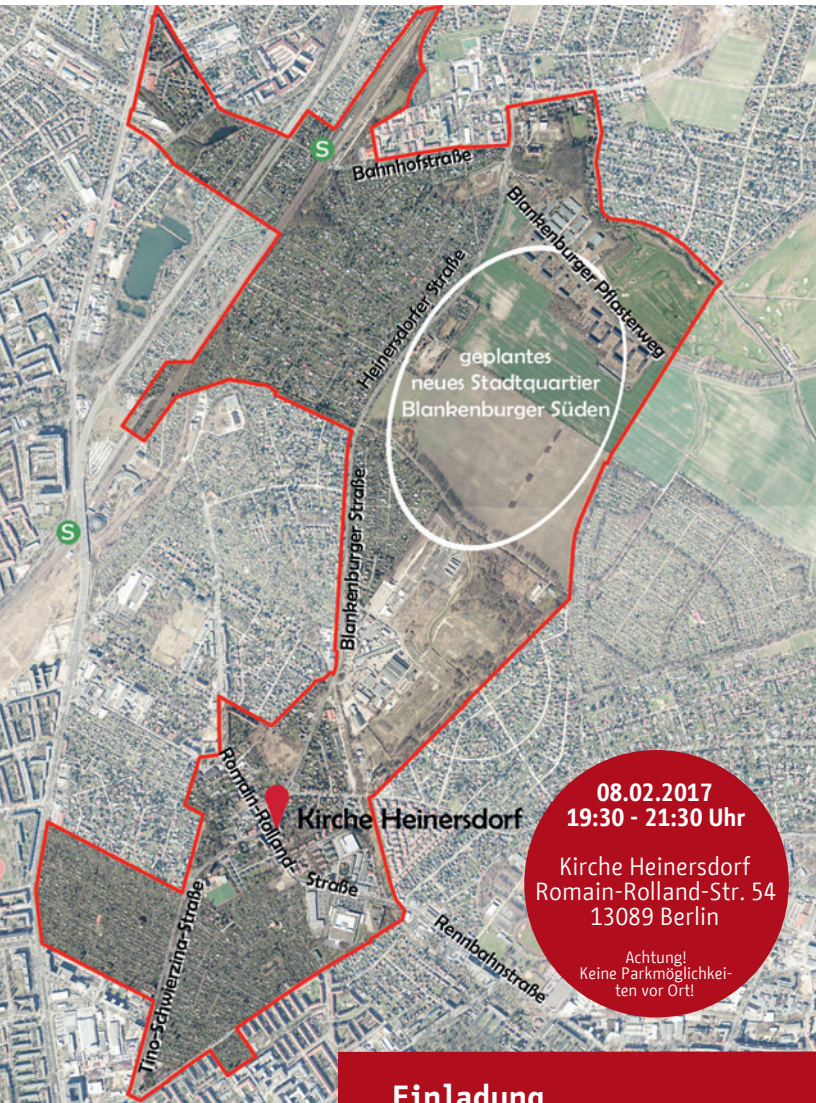 S
Bahnhofstraße
Blankenburger Pflasterweg
Heinersdorfer Straße
geplantes
neues Stadtquartier
Blankenburger Süden
S
Blankenburger Straße
Romain-Rolland- Straße
Kirche Heinersdorf
Tino-Schwierzina-Straße
Rennbahnstraße
08.02.2017
19:30 - 21:30 Uhr
Kirche Heinersdorf
Romain-Rolland-Str. 54
13089 Berlin
Achtung!
Keine Parkmöglichkei-
ten vor Ort!
Einladung